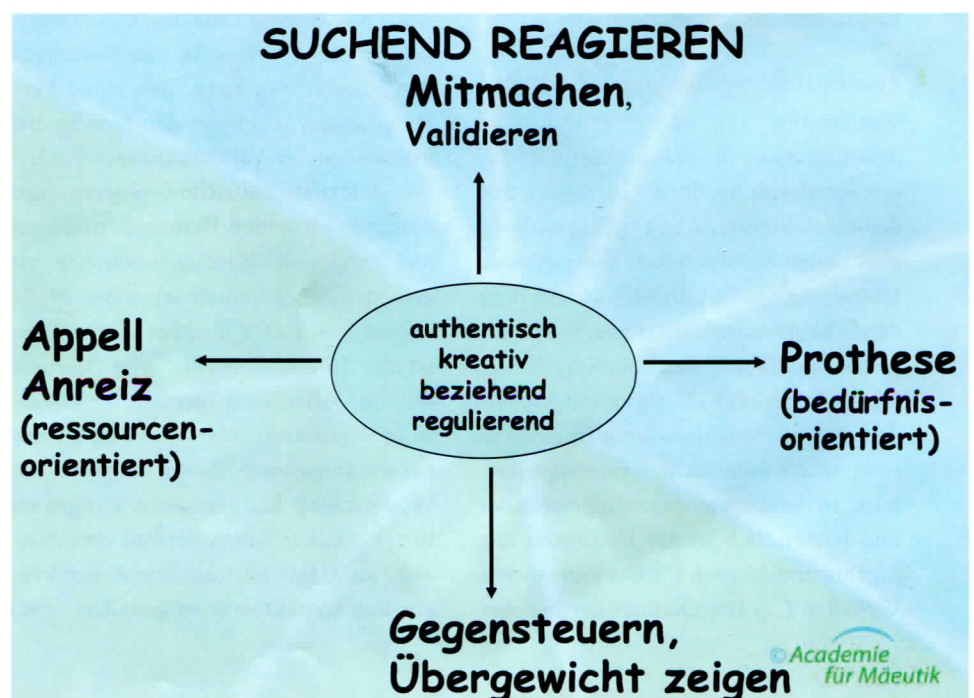 SUCHEND REAGIEREN
Mitmachen,
Validieren
Appell
Anreiz
(ressourcen-
orientiert)
authentisch
kreativ
beziehend
regulierend
Prothese
(bedürfnis-
orientiert)
Gegensteuern,
Übergewicht zeigen
© Academie
für Mäeutik